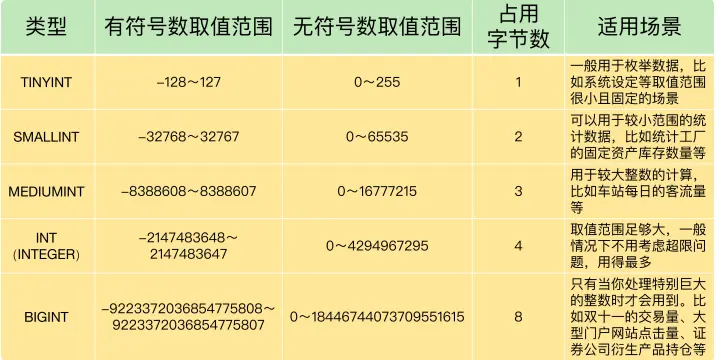 类型 有符号数取值范围 无符号数取值范围 占用 适用场景
字节数
TINYINT -128～127 0～255 1 一般用于枚举数据，比
如系统设定等取值范围
很小且固定的场景
SMALLINT -32768～32767 0～65535 2 可以用于较小范围的统
计数据，比如统计工厂
的固定资产库存数量等
MEDIUMINT -8388608～8388607 0～16777215 3 用于较大整数的计算，
比如车站每日的客流量
等
INT
（INTEGER） -2147483648～
2147483647 0～4294967295 4 取值范围足够大，一般
情况下不用考虑超限问
题，用得最多
BIGINT -9223372036854775808～
9223372036854775807 0～18446744073709551615 8 只有当你处理特别巨大
的整数时才会用到。比
如双十一的交易量、大
型门户网站点击量、证
券公司衍生产品持仓等